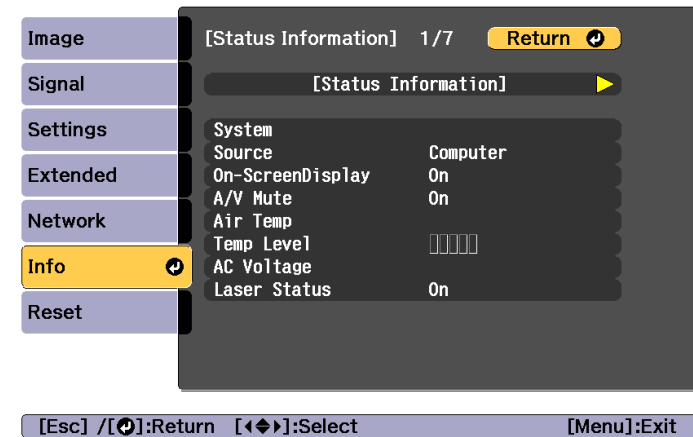 Image
Signal
Settings
Extended
Network
Info
Reset
[Status Information] 1/7 Return
[Status Information]
System
Source Computer
On-ScreenDisplay On
A/V Mute On
Air Temp
Temp Level
AC Voltage
Laser Status On
[Esc] /[ ]:Return [ ]:Select [Menu]:Exit